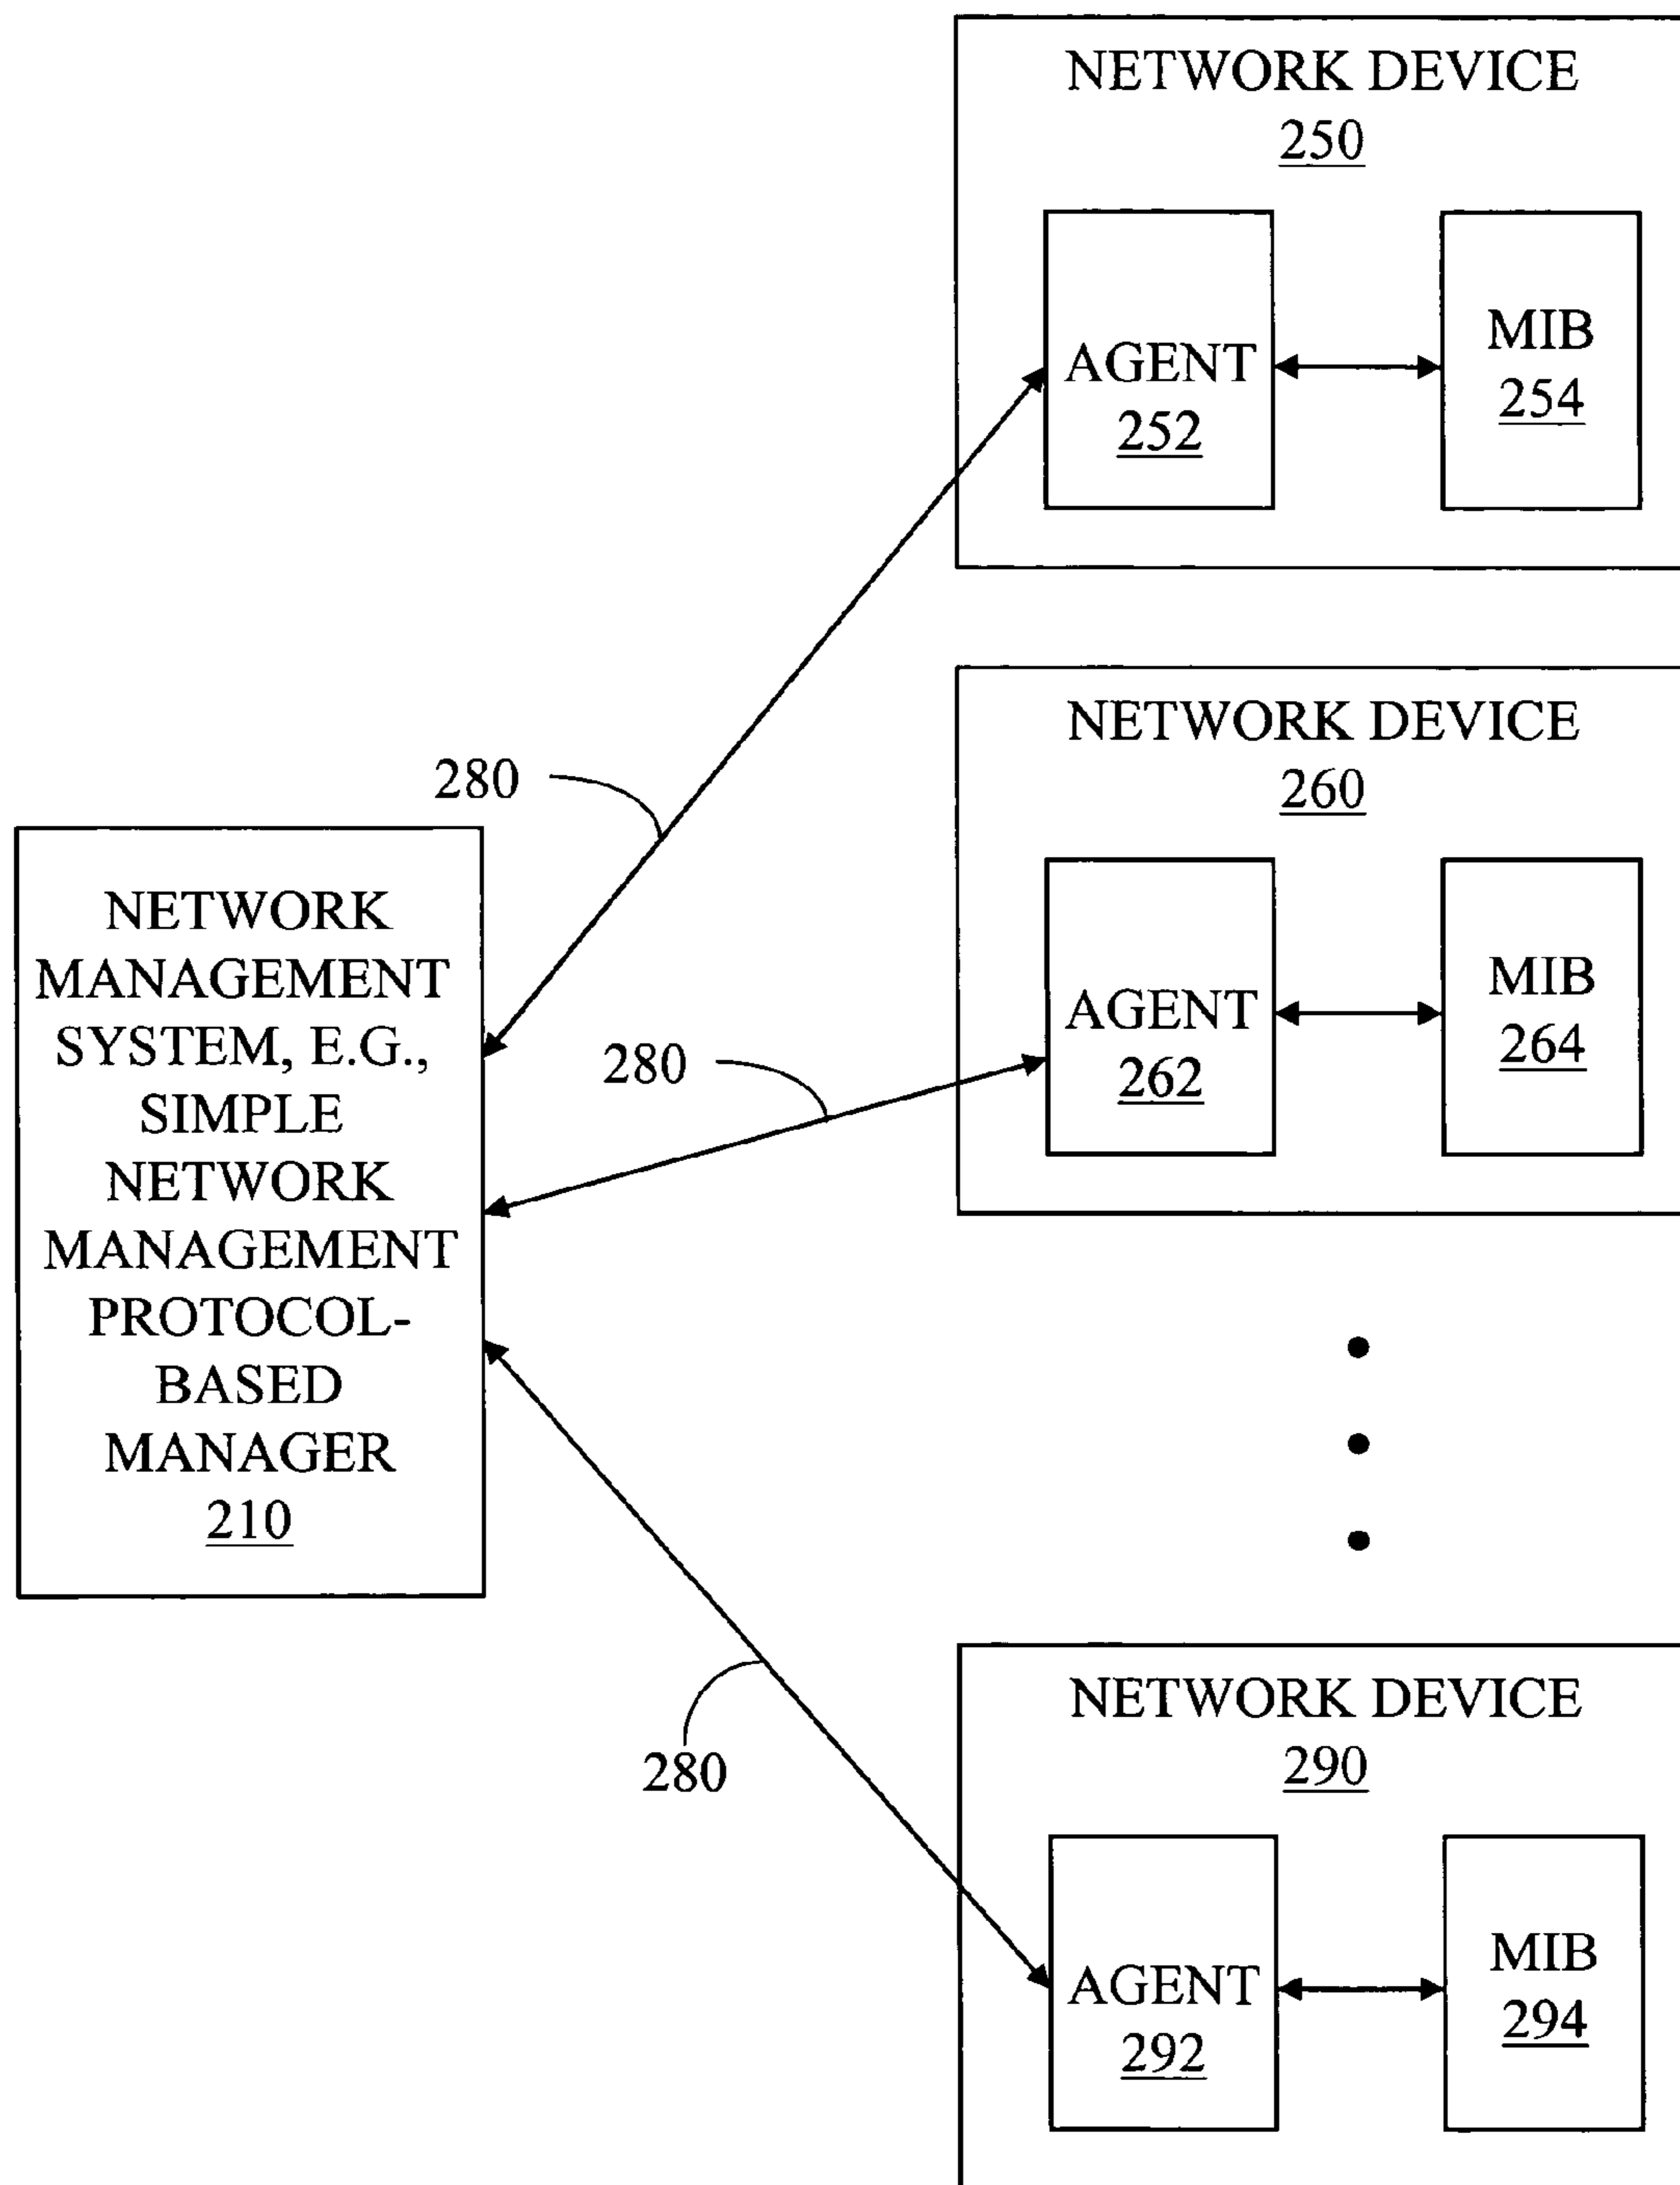 NETWORK DEVICE
250
AGENT
252
MIB
254
NETWORK DEVICE
260
AGENT
262
MIB
264
280
280
NETWORK
MANAGEMENT
SYSTEM, E.G.,
SIMPLE
NETWORK
MANAGEMENT
PROTOCOL-
BASED
MANAGER
210
280
NETWORK DEVICE
290
AGENT
292
MIB
294